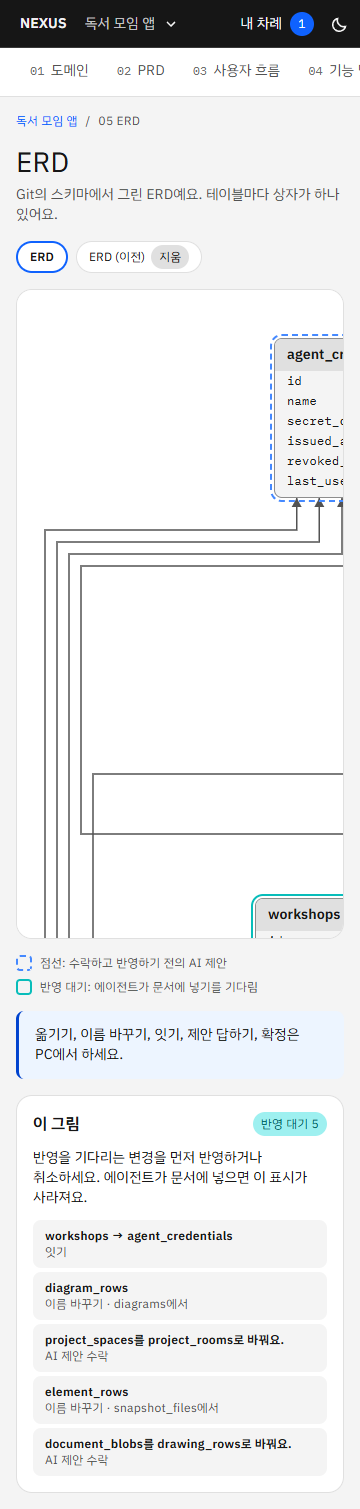 NEXUS 독서 모임 앱 내 차례 1
01 도메인 02 PRD 03 사용자 흐름 04 기능
독서 모임 앱 / 05 ERD
ERD
Git의 스키마에서 그린 ERD예요. 테이블마다 상자가 하나
있어요.
ERD ERD (이전) 지움
agent_cr
id
name
secret_
issued_a
revoked_
last_use
workshops
점선: 수락하고 반영하기 전의 AI 제안
반영 대기: 에이전트가 문서에 넣기를 기다림
옮기기, 이름 바꾸기, 잇기, 제안 답하기, 확정은
PC에서 하세요.
이 그림 반영 대기 5
반영을 기다리는 변경을 먼저 반영하거나
취소하세요. 에이전트가 문서에 넣으면 이 표시가
사라져요.
workshops → agent_credentials
잇기
diagram_rows
이름 바꾸기 · diagrams에서
project_spaces를 project_rooms로 바꿔요.
AI 제안 수락
element_rows
이름 바꾸기 · snapshot_files에서
document_blobs를 drawing_rows로 바꿔요.
AI 제안 수락